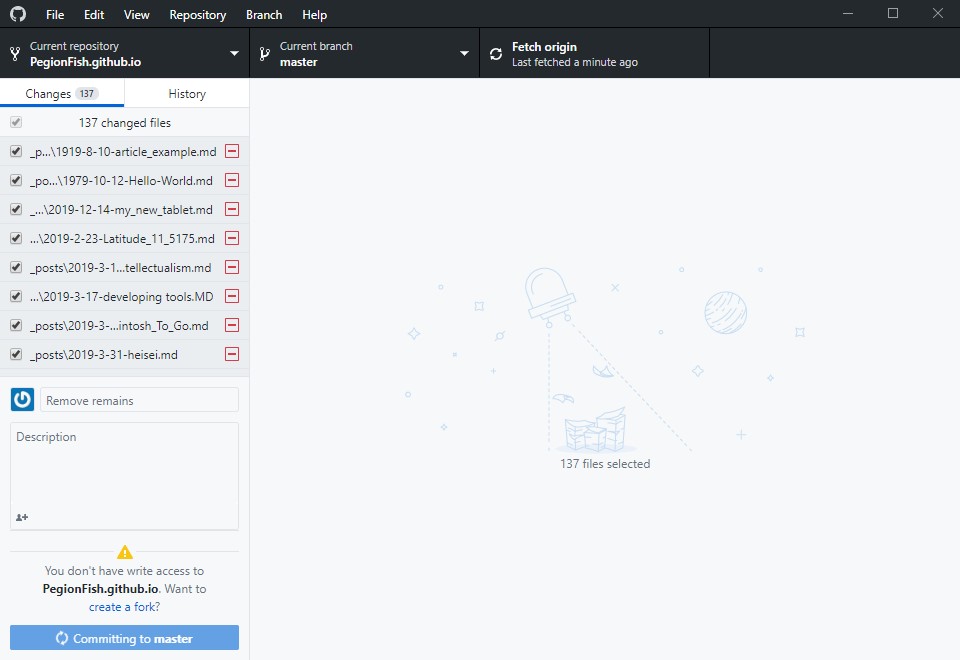 File Edit View Repository Branch Help
Current repository
PegionFish.github.io
Current branch
master
Fetch origin
Last fetched a minute ago
Changes 137
History
137 changed files
_p...\1919-8-10-article_example.md
_po...\1979-10-12-Hello-World.md
_...\2019-12-14-my_new_tablet.md
...\2019-2-23-Latitude_11_5175.md
_posts\2019-3-1...tellectualism.md
...\2019-3-17-developing tools.MD
_posts\2019-3-...intosh_To_Go.md
_posts\2019-3-31-heisei.md
Remove remains
Description
You don't have write access to
PegionFish.github.io. Want to
create a fork?
Committing to master
137 files selected